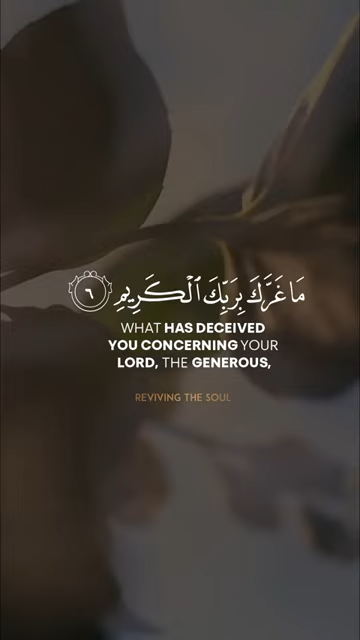 مَا غَرَّكَ بِرَبِّكَ ٱلْكَرِيمِ ٦
WHAT HAS DECEIVED
YOU CONCERNING YOUR
LORD, THE GENEROUS,
REVIVING THE SOUL